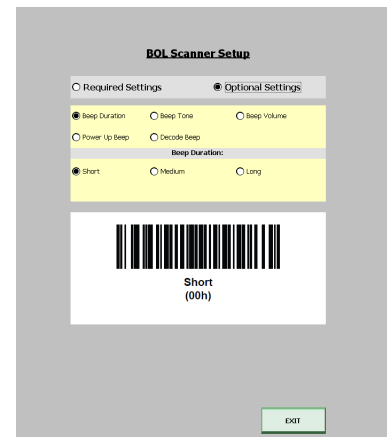 BOL Scanner Setup
Required Settings Optional Settings
Beep Duration Beep Tone Beep Volume
Power Up Beep Decode Beep
Beep Duration:
Short Medium Long
Short
(00h)
EXIT